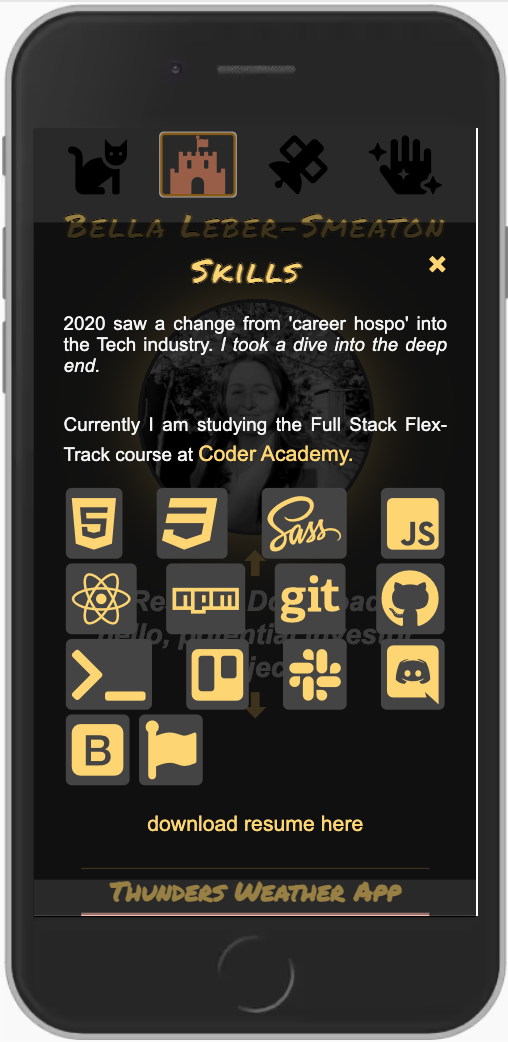 Bella Leber-Smeaton
Skills
2020 saw a change from 'career hospo' into
the Tech industry. I took a dive into the deep
end.
Currently I am studying the Full Stack Flex-
Track course at Coder Academy.
5 3 Sass JS
npm git
hello, potential
B
download resume here
Thunders Weather App